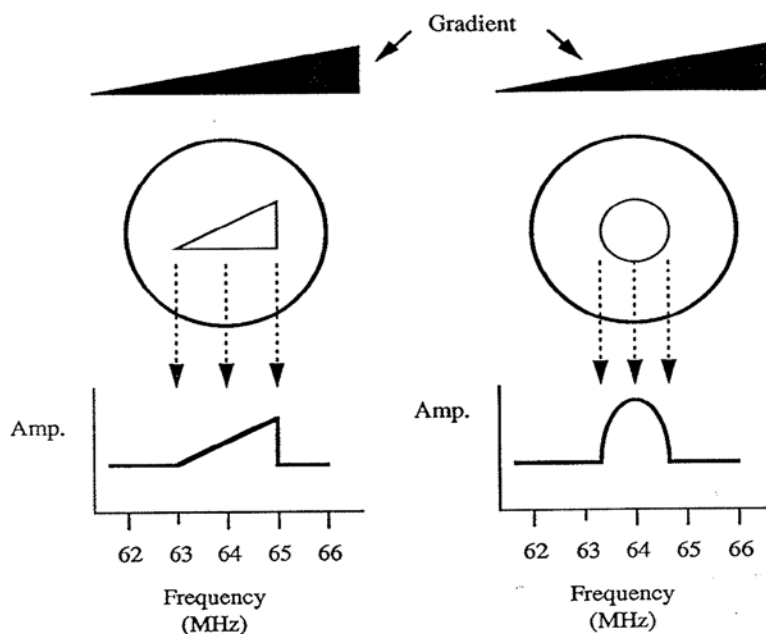 Gradient
Amp.
62 63 64 65 66
Frequency
(MHz)
Amp.
62 63 64 65 66
Frequency
(MHz)